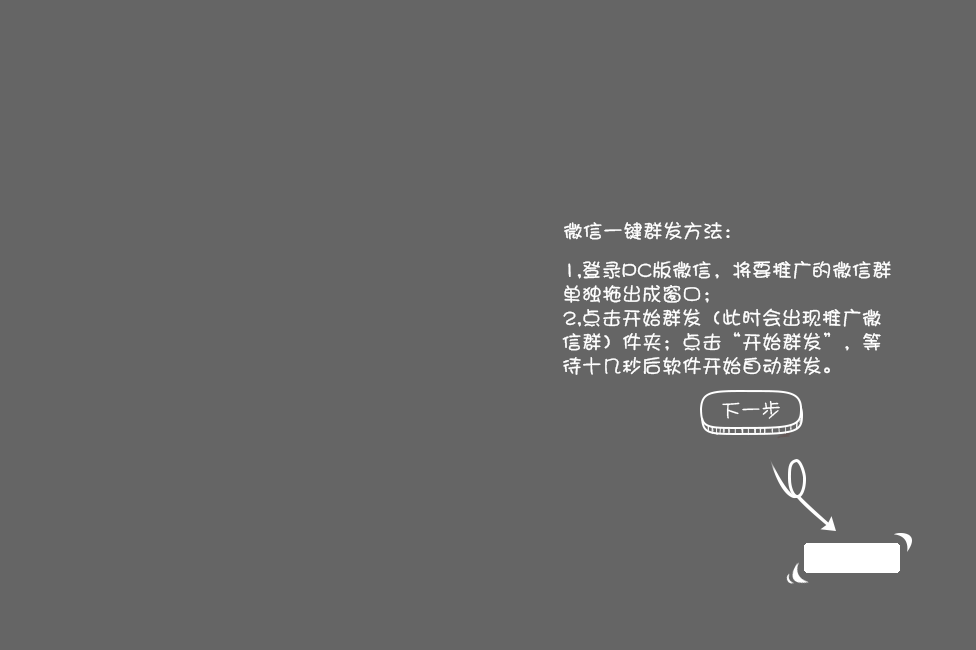 微信一键群发方法：
1,登录PC版微信，将要推广的微信群
单独拖出成窗口；
2,点击开始群发（此时会出现推广微
信群）件夹；点击“开始群发”，等
待十几秒后软件开始自动群发。
下一步